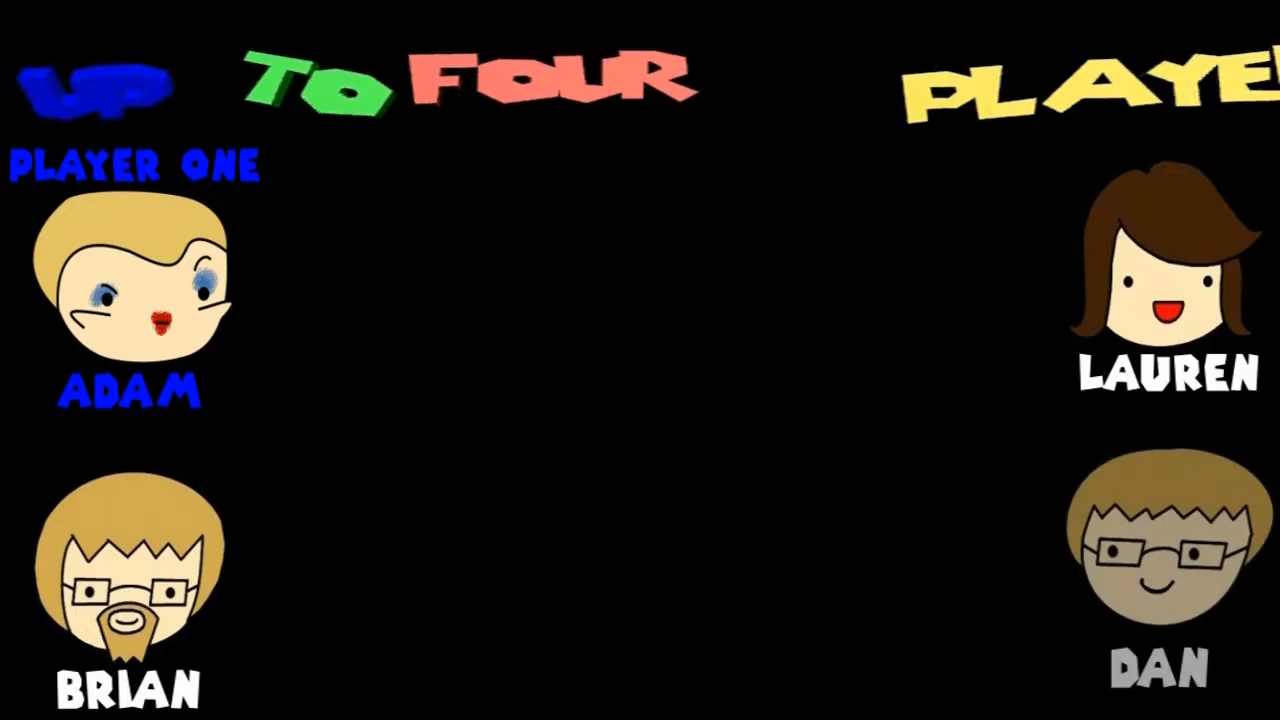 UP TO FOUR PLAYE
PLAYER ONE
ADAM
LAUREN
BRIAN
DAN